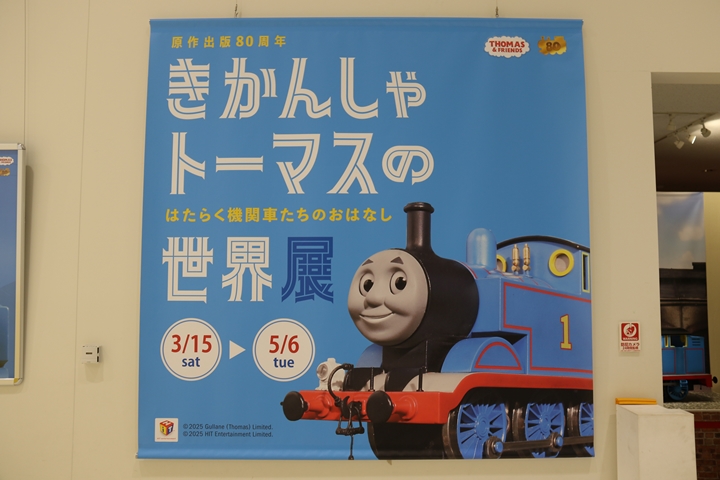 原作出版80周年
THOMAS
& FRIENDS
80
きかんしゃ
トーマスの
はたらく機関車たちのおはなし
世界展
3/15
sat
5/6
tue
1
© 2025 Gullane (Thomas) Limited.
© 2025 HIT Entertainment Limited.